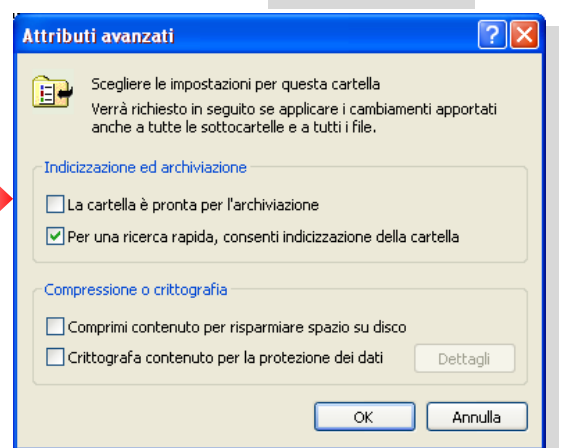 Attributi avanzati
Scegliere le impostazioni per questa cartella
Verrà richiesto in seguito se applicare i cambiamenti apportati
anche a tutte le sottocartelle e a tutti i file.
Indicizzazione ed archiviazione
La cartella è pronta per l'archiviazione
Per una ricerca rapida, consenti indicizzazione della cartella
Compressione o crittografia
Comprimi contenuto per risparmiare spazio su disco
Crittografa contenuto per la protezione dei dati
Dettagli
OK
Annulla